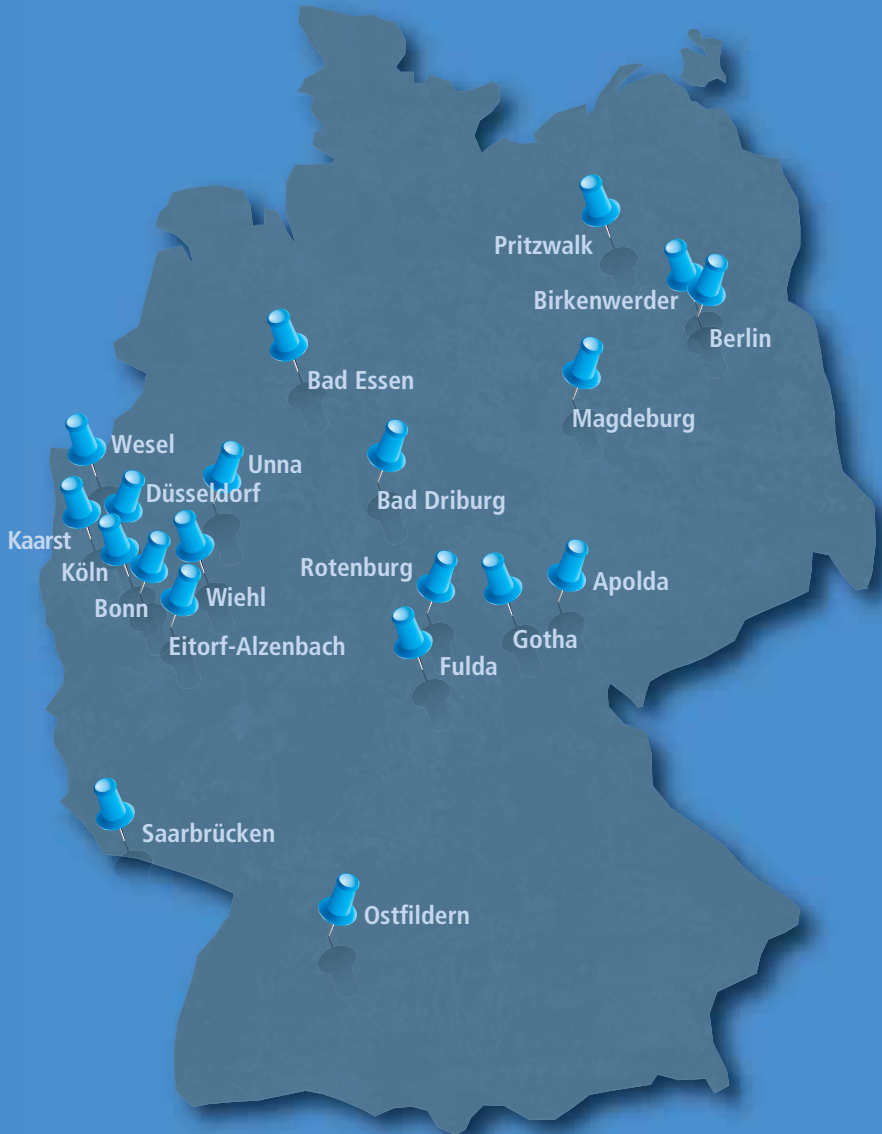 Pritzwalk
Birkenwerder
Berlin
Bad Essen
Magdeburg
Wesel
Unna
Düsseldorf
Bad Driburg
Kaarst
Köln
Rotenburg
Apolda
Bonn
Wiehl
Gotha
Eitorf-Alzenbach
Fulda
Saarbrücken
Ostfildern